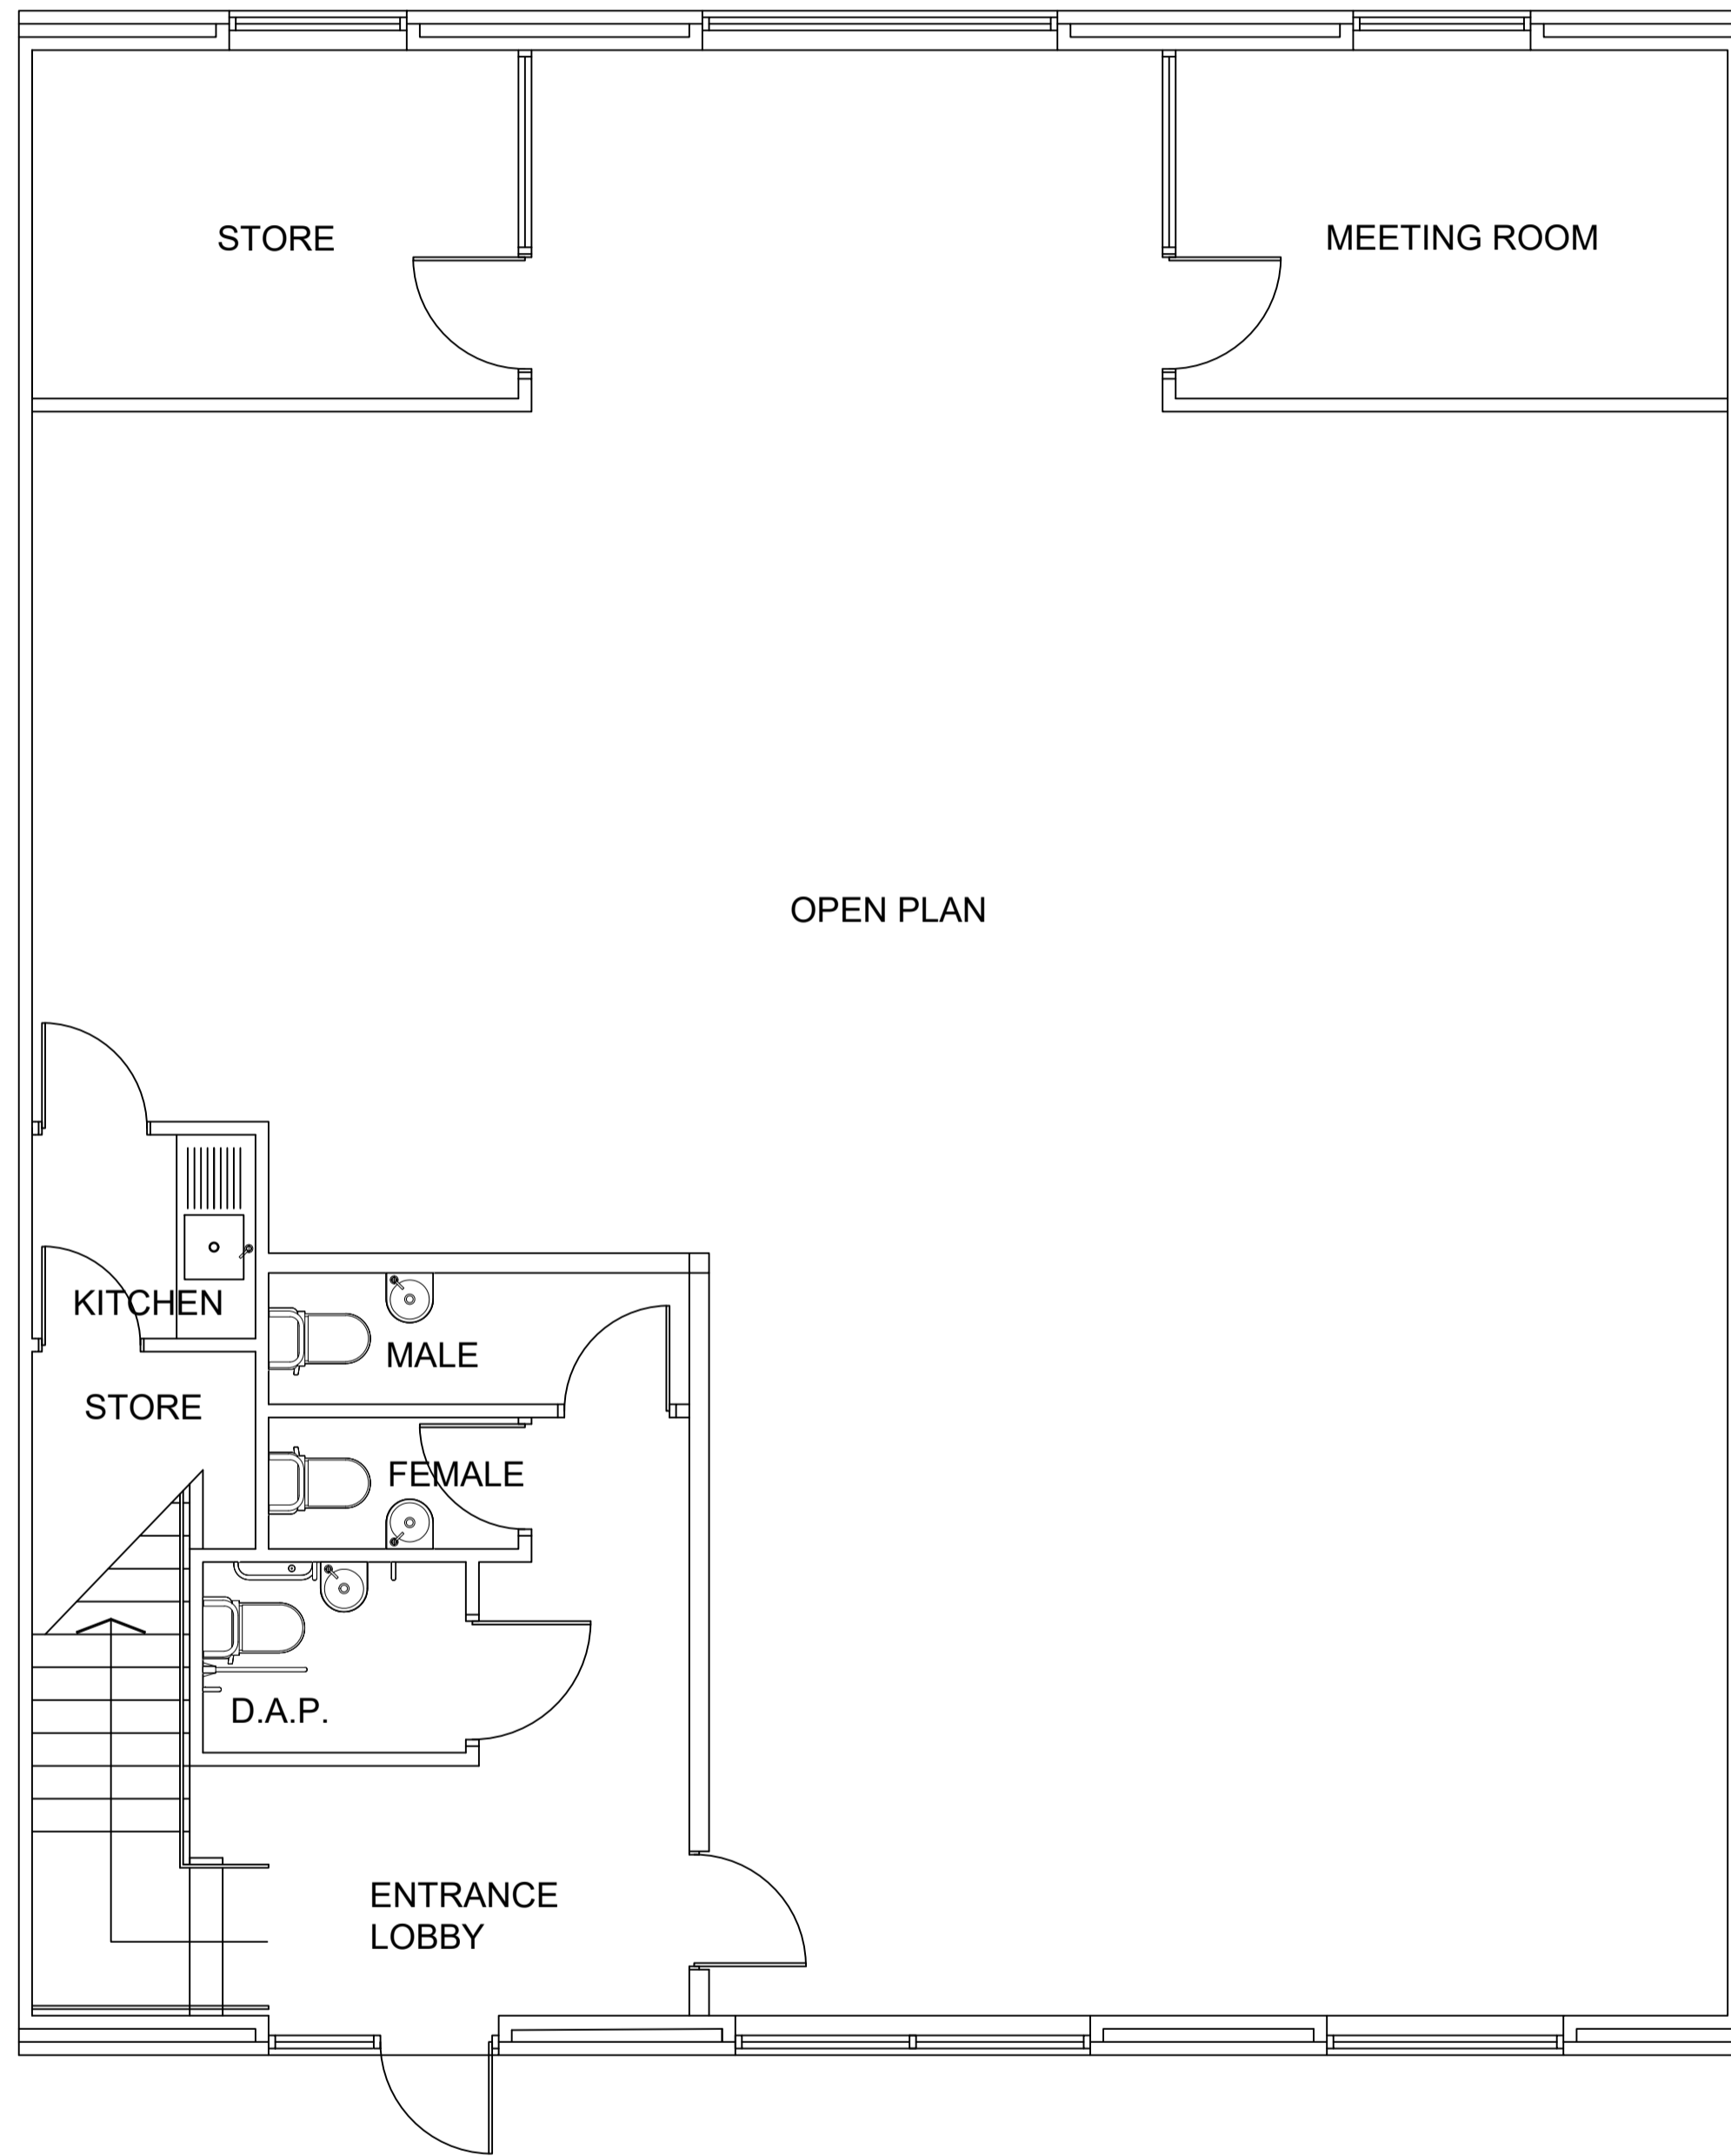 STORE
MEETING ROOM
OPEN PLAN
KITCHEN
MALE
STORE
FEMALE
D.A.P.
ENTRANCE
LOBBY